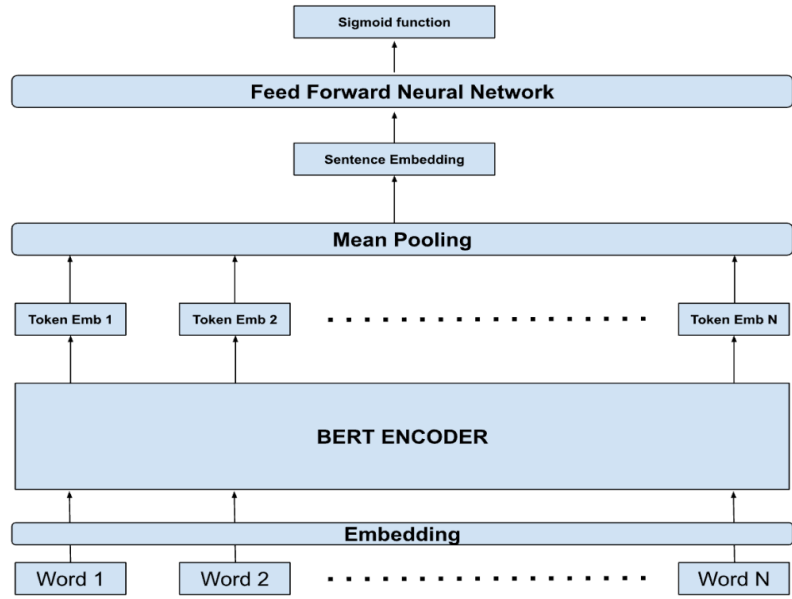 Sigmoid function
Feed Forward Neural Network
Sentence Embedding
Mean Pooling
Token Emb 1 Token Emb 2 Token Emb N
BERT ENCODER
Embedding
Word 1 Word 2 Word N